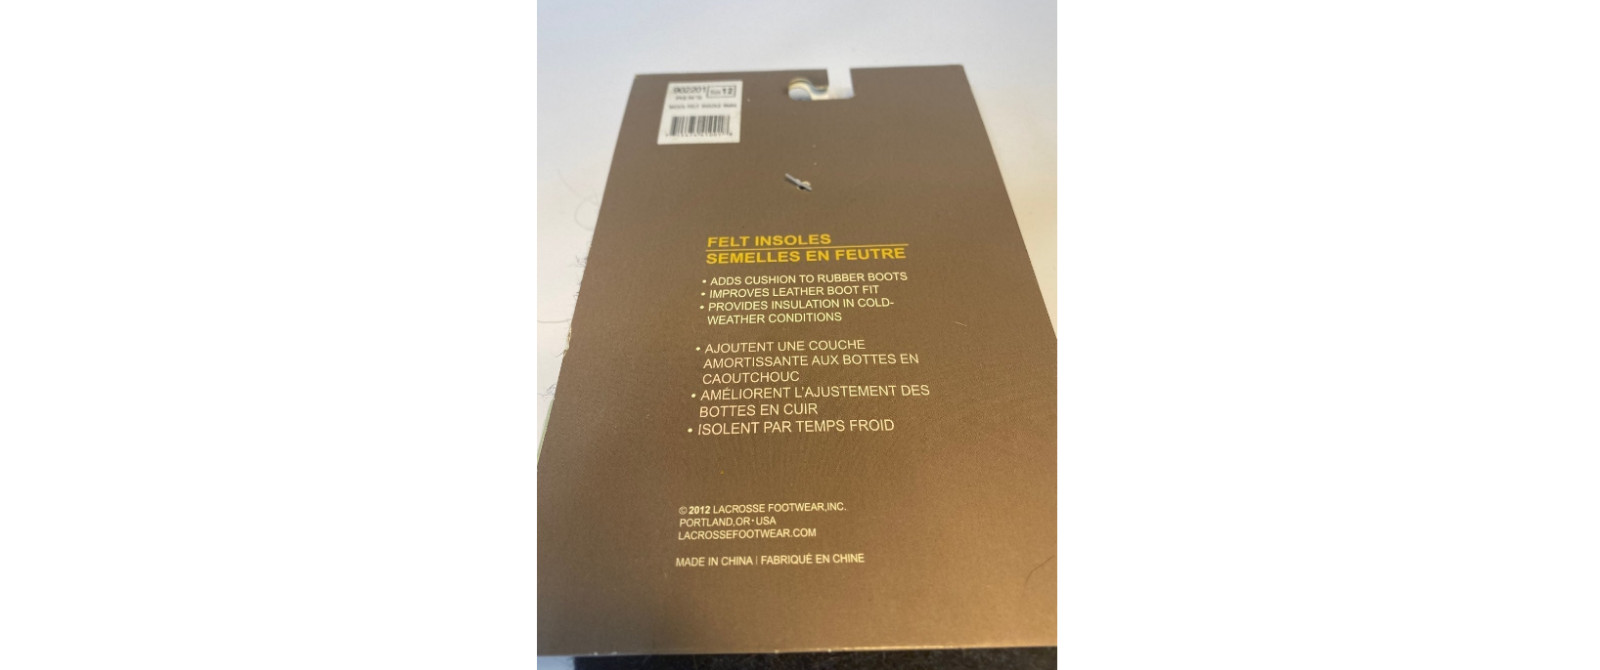 12
FELT INSOLES
SEMELLES EN FEUTRE
• ADDS CUSHION TO RUBBER BOOTS
• IMPROVES LEATHER BOOT FIT
• PROVIDES INSULATION IN COLD-
WEATHER CONDITIONS
• AJOUTENT UNE COUCHE
AMORTISSANTE AUX BOTTES EN
CAOUTCHOUC
• AMÉLIORENT L'AJUSTEMENT DES
BOTTES EN CUIR
• ISOLENT PAR TEMPS FROID
© 2012 LACROSSE FOOTWEAR,INC.
PORTLAND,OR•USA
LACROSSEFOOTWEAR.COM
MADE IN CHINA | FABRIQUÉ EN CHINE